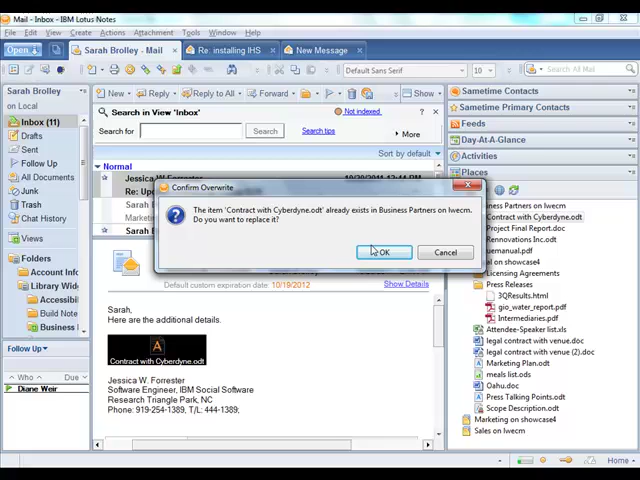 Mail - Inbox - IBM Lotus Notes
File Edit View Create Actions Attachment Tools Window Help
Open
Sarah Brolley - Mail
Re: installing IHS
New Message
Default Sans Serif
10
Search All Mail
Sarah Brolley
on Local
Inbox (11)
Drafts
Sent
Follow Up
All Documents
Junk
Trash
Chat History
Views
Folders
Account Info
Library Widg
Accessibili
Build Note
Business
Follow Up
Who
Due
Diane Weir
New
Reply
Reply to All
Forward
Show
Search in View 'Inbox'
Not indexed
Search for
Search
Search tips
More
Sort by default
Normal
Jessica W. Forrester
Re: Up
Sarah
Mark
Sarah B
Confirm Overwrite
The item 'Contract with Cyberdyne.odt' already exists in Business Partners on lwecm.
Do you want to replace it?
OK
Cancel
Default custom expiration date: 10/19/2012
Show Details
Sarah,
Here are the additional details.
Contract with Cyberdyne.odt
Jessica W. Forrester
Software Engineer, IBM Social Software
Research Triangle Park, NC
Phone: 919-254-1389, T/L: 444-1389;
Sametime Contacts
Sametime Primary Contacts
Feeds
Day-At-A-Glance
Activities
Places
Business Partners on lwecm
Contract with Cyberdyne.odt
Project Final Report.doc
Renovations Inc.odt
uemanual.pdf
Licensing Agreements
Press Releases
3QResults.html
gio_water_report.pdf
Intermediaries.pdf
Attendee-Speaker list.xls
legal contract with venue.doc
legal contract with venue (2).doc
Marketing Plan.odt
meals list.ods
Oahu.doc
Press Talking Points.odt
Scope Description.odt
Marketing on showcase4
Sales on lwecm
Home